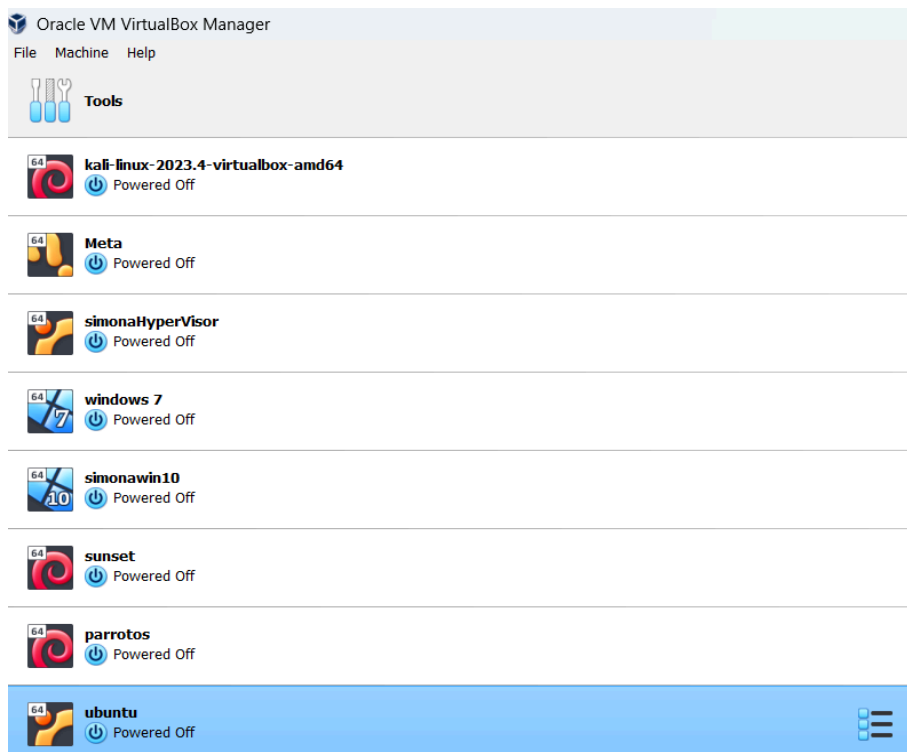 Oracle VM VirtualBox Manager
File Machine Help
Tools
64
kali-linux-2023.4-virtualbox-amd64
Powered Off
64
Meta
Powered Off
64
simonaHyperVisor
Powered Off
64
7
windows 7
Powered Off
64
10
simonawin10
Powered Off
64
sunset
Powered Off
64
parrotos
Powered Off
64
ubuntu
Powered Off